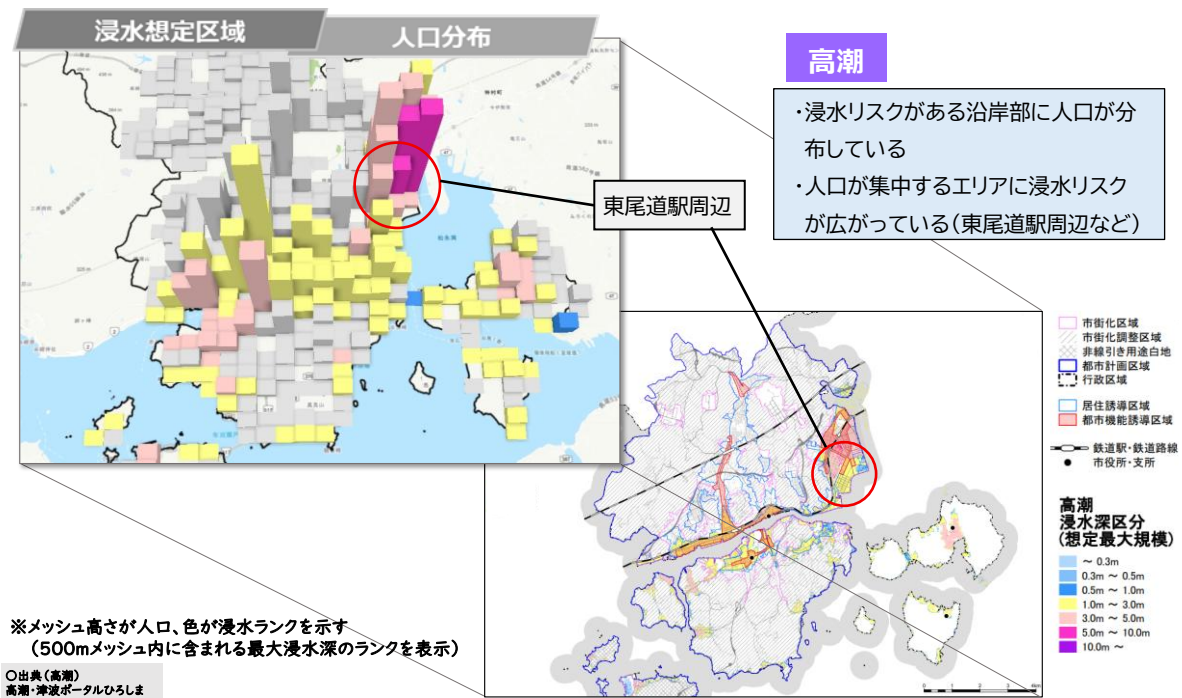 浸水想定区域
人口分布
高潮
・浸水リスクがある沿岸部に人口が分
布している
・人口が集中するエリアに浸水リスク
が広がっている(東尾道駅周辺など)
東尾道駅周辺
市街化区域
市街化調整区域
非線引き用途白地
都市計画区域
行政区域
居住誘導区域
都市機能誘導区域
鉄道駅・鉄道路線
市役所・支所
高潮
浸水深区分
(想定最大規模)
～ 0.3m
0.3m ～ 0.5m
0.5m ～ 1.0m
1.0m ～ 3.0m
3.0m ～ 5.0m
5.0m ～ 10.0m
10.0m ～
※メッシュ高さが人口、色が浸水ランクを示す
(500mメッシュ内に含まれる最大浸水深のランクを表示)
○出典(高潮)
高潮・津波ポータルひろしま